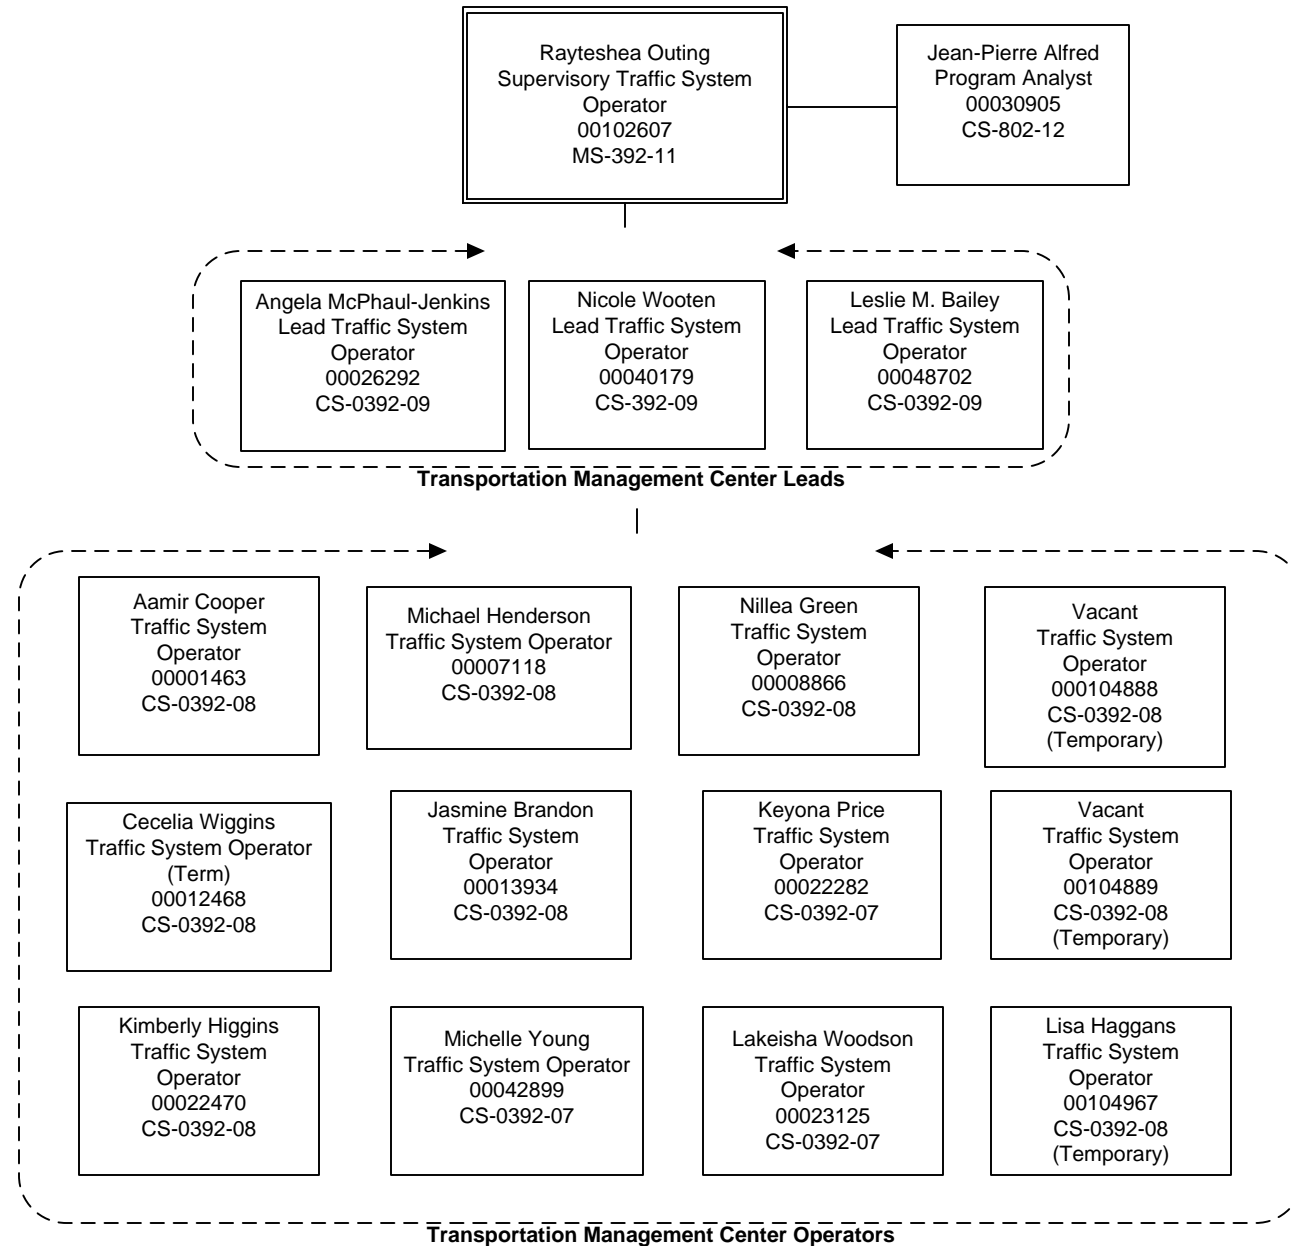 Rayteshea Outing
Supervisory Traffic System
Operator
00102607
MS-392-11
Jean-Pierre Alfred
Program Analyst
00030905
CS-802-12
Angela McPhaul-Jenkins
Lead Traffic System
Operator
00026292
CS-0392-09
Nicole Wooten
Lead Traffic System
Operator
00040179
CS-392-09
Leslie M. Bailey
Lead Traffic System
Operator
00048702
CS-0392-09
Transportation Management Center Leads
Aamir Cooper
Traffic System
Operator
00001463
CS-0392-08
Michael Henderson
Traffic System Operator
00007118
CS-0392-08
Nillea Green
Traffic System
Operator
00008866
CS-0392-08
Vacant
Traffic System
Operator
000104888
CS-0392-08
(Temporary)
Cecelia Wiggins
Traffic System Operator
(Term)
00012468
CS-0392-08
Jasmine Brandon
Traffic System
Operator
00013934
CS-0392-08
Keyona Price
Traffic System
Operator
00022282
CS-0392-07
Vacant
Traffic System
Operator
00104889
CS-0392-08
(Temporary)
Kimberly Higgins
Traffic System
Operator
00022470
CS-0392-08
Michelle Young
Traffic System Operator
00042899
CS-0392-07
Lakeisha Woodson
Traffic System
Operator
00023125
CS-0392-07
Lisa Haggans
Traffic System
Operator
00104967
CS-0392-08
(Temporary)
Transportation Management Center Operators